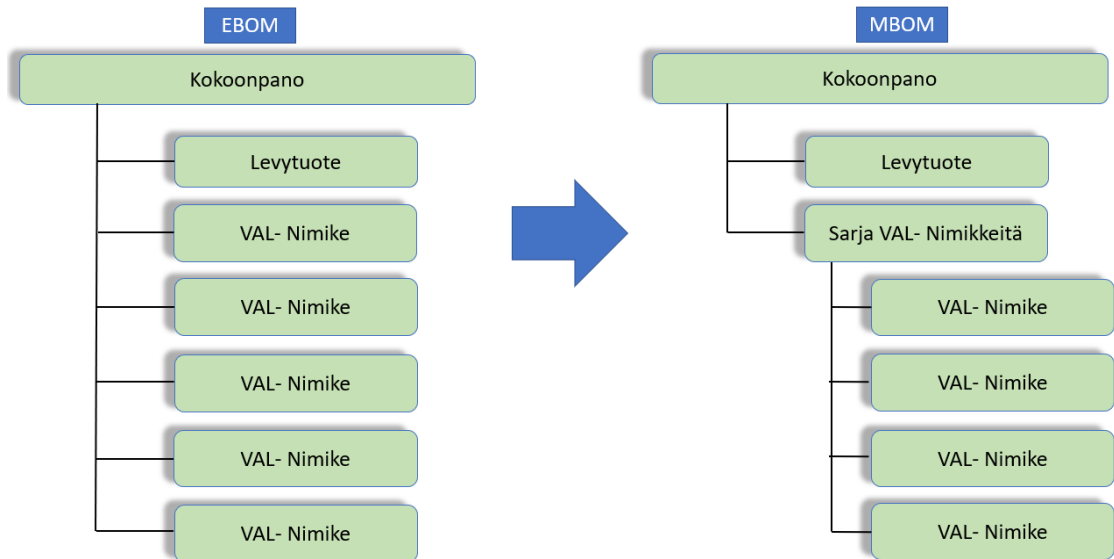 EBOM
Kokoonpano
Levytuote
VAL- Nimike
VAL- Nimike
VAL- Nimike
VAL- Nimike
VAL- Nimike
MBOM
Kokoonpano
Levytuote
Sarja VAL- Nimikkeitä
VAL- Nimike
VAL- Nimike
VAL- Nimike
VAL- Nimike